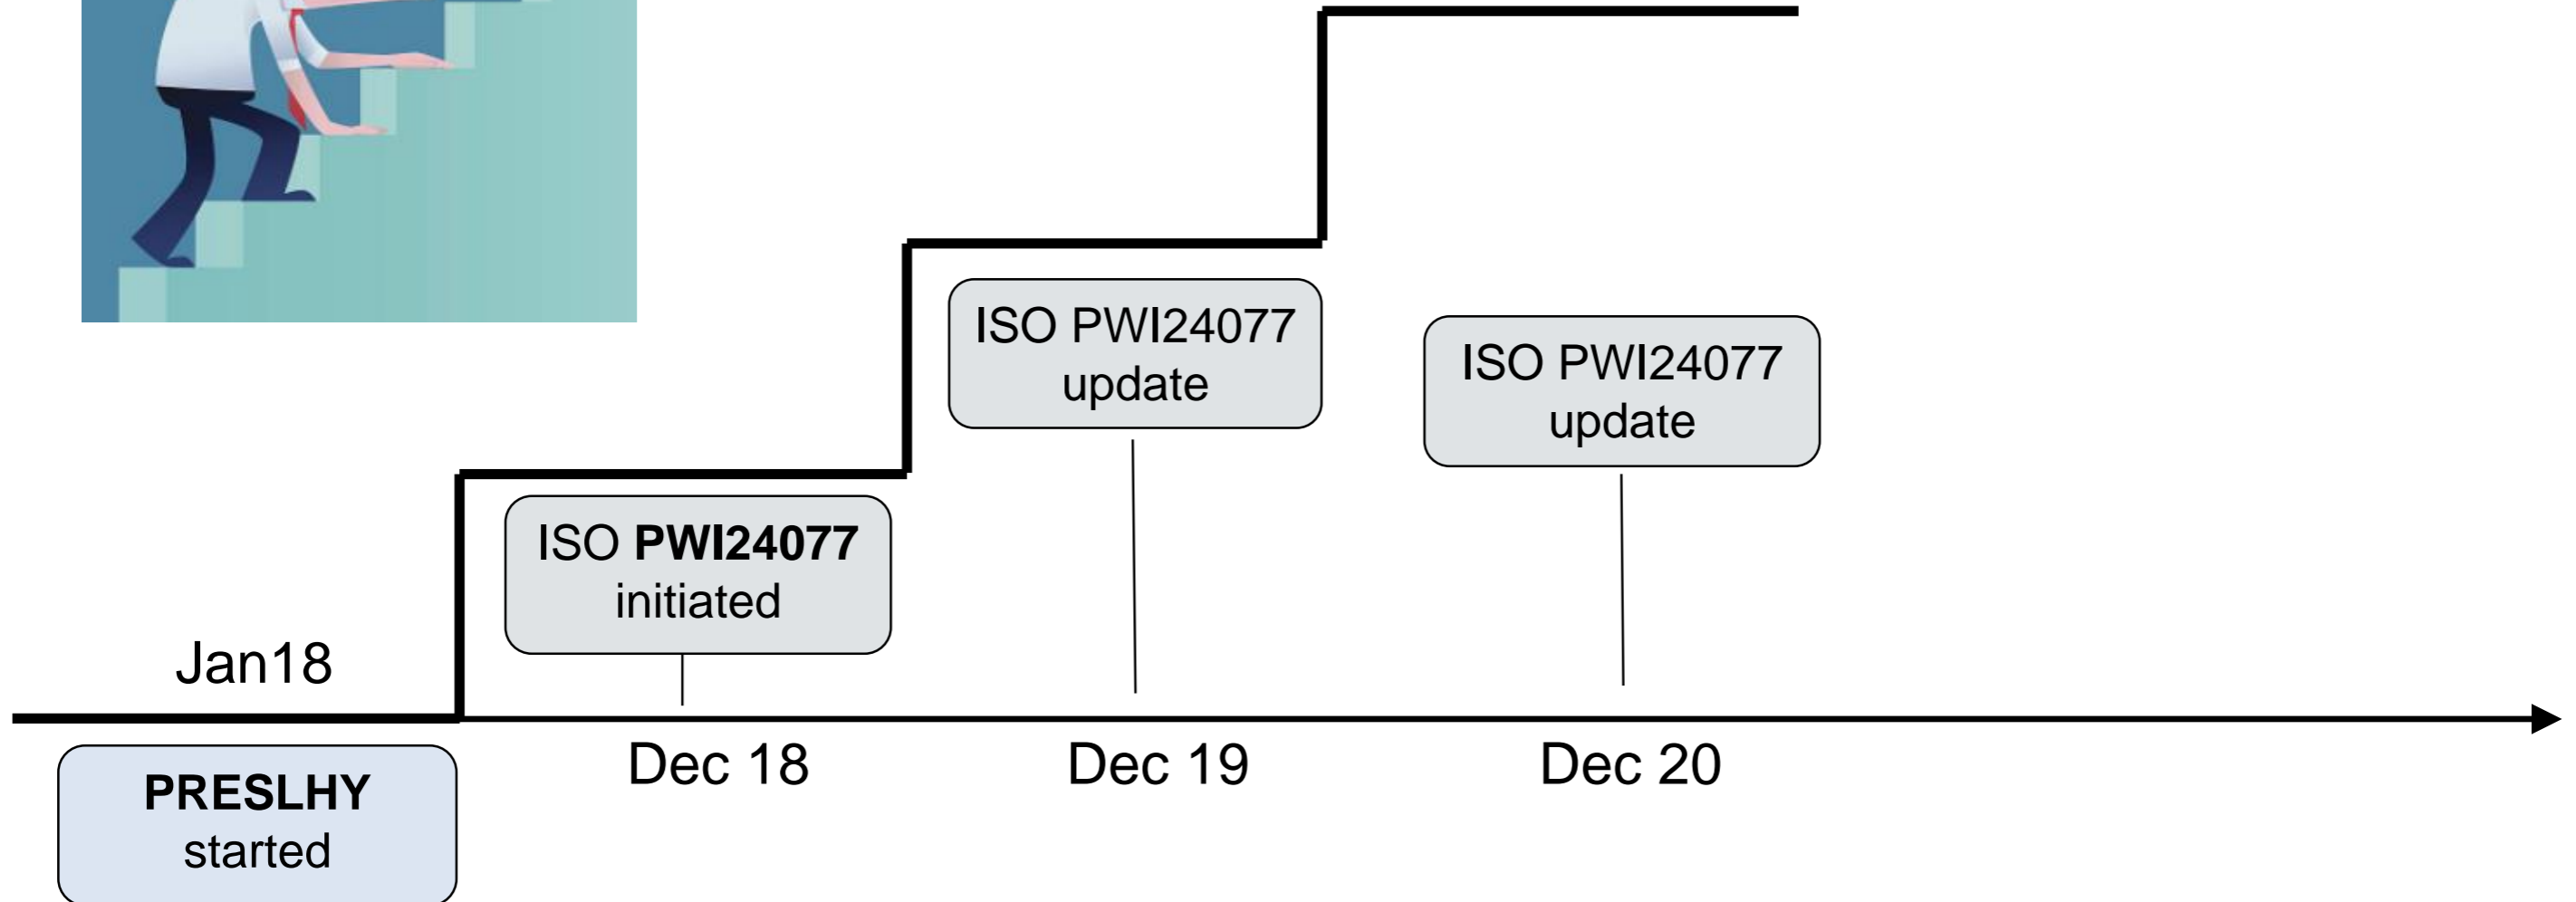 ISO PWI24077
update
ISO PWI24077
update
ISO PWI24077
initiated
Jan18
Dec 18
Dec 19
Dec 20
PRESLHY
started